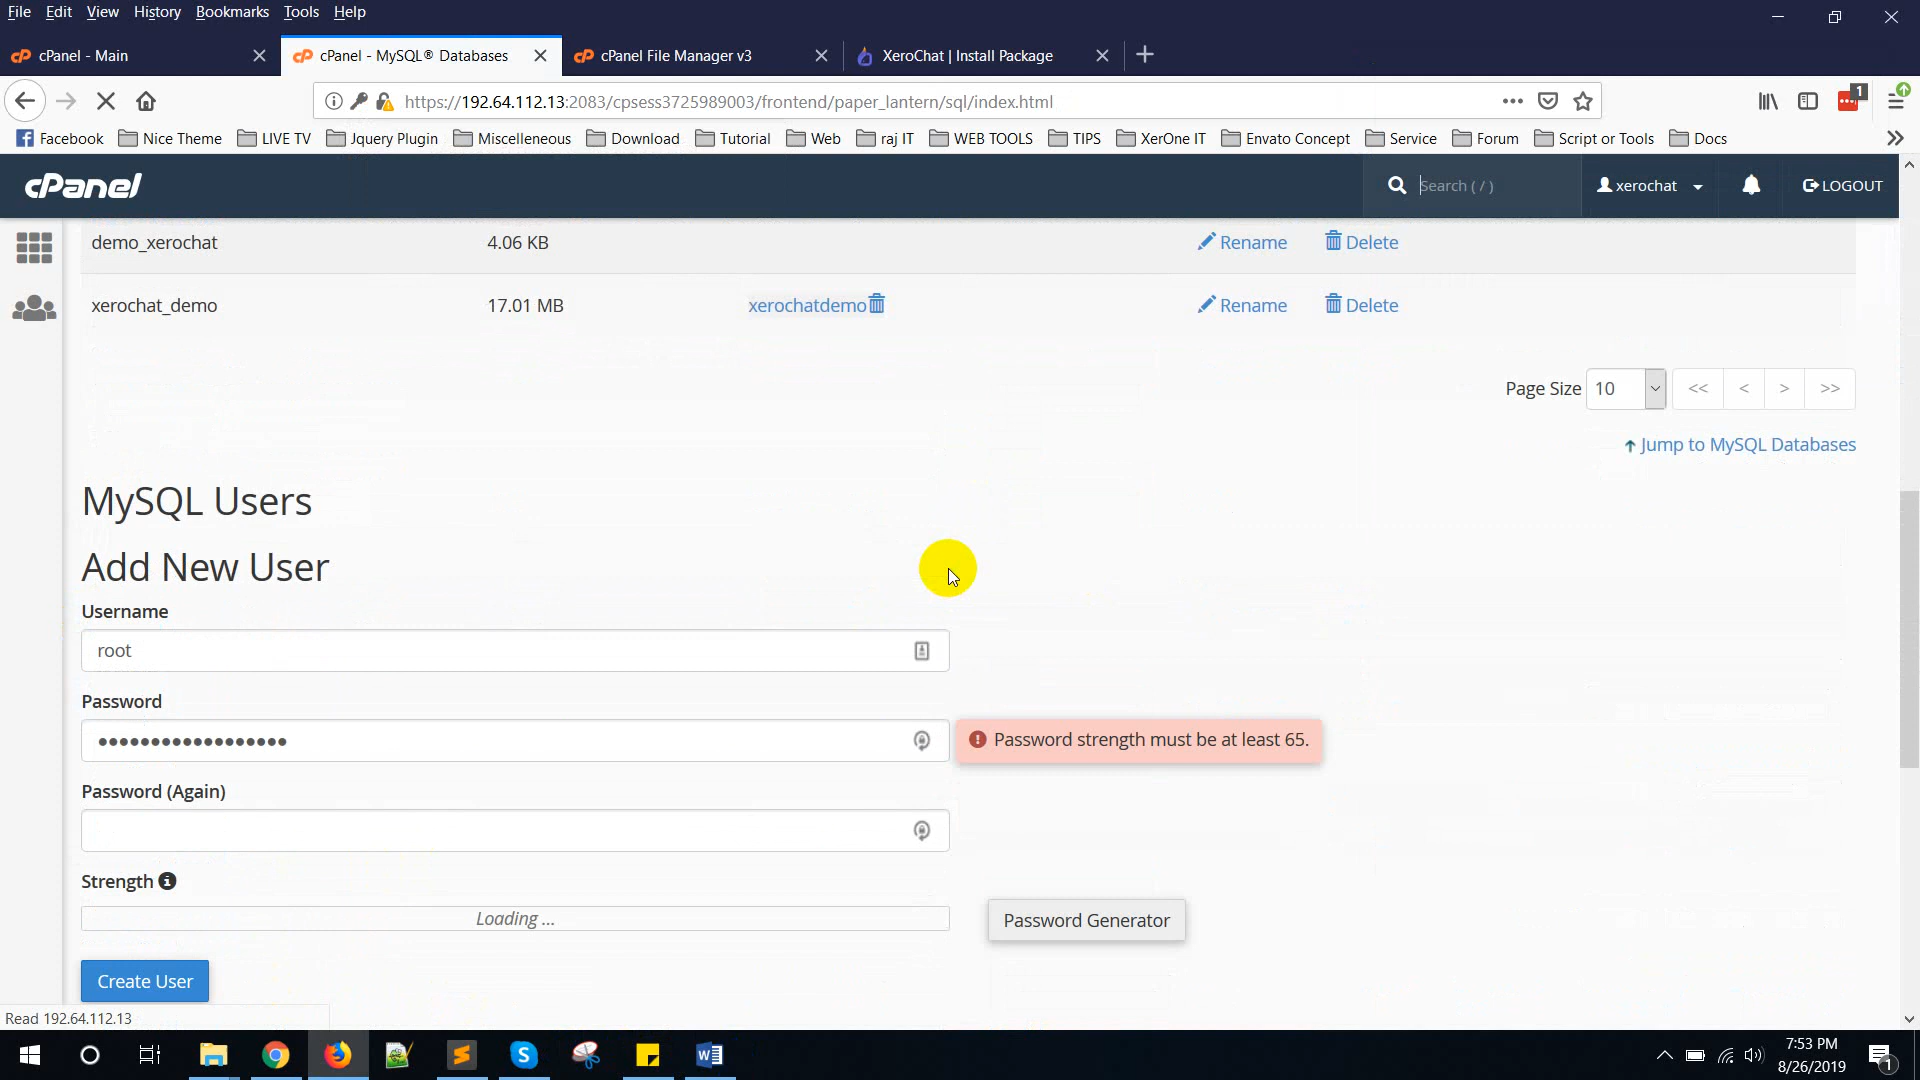 File Edit View History Bookmarks Tools Help
cPanel - Main
cPanel - MySQL® Databases
cPanel File Manager v3
XeroChat | Install Package
https://192.64.112.13:2083/cpsess3725989003/frontend/paper_lantern/sql/index.html
1
Facebook Nice Theme LIVE TV Jquery Plugin Miscelleneous Download Tutorial Web raj IT WEB TOOLS TIPS XerOne IT Envato Concept Service Forum Script or Tools Docs
cPanel
Search ( / )
xerochat
LOGOUT
demo_xerochat 4.06 KB Rename Delete
xerochat_demo 17.01 MB xerochatdemo Rename Delete
Page Size 10 << < > >>
Jump to MySQL Databases
MySQL Users
Add New User
Username
root
Password
••••••••••••••••••
Password strength must be at least 65.
Password (Again)
Strength
Loading ...
Password Generator
Create User
Read 192.64.112.13
7:53 PM
8/26/2019
1